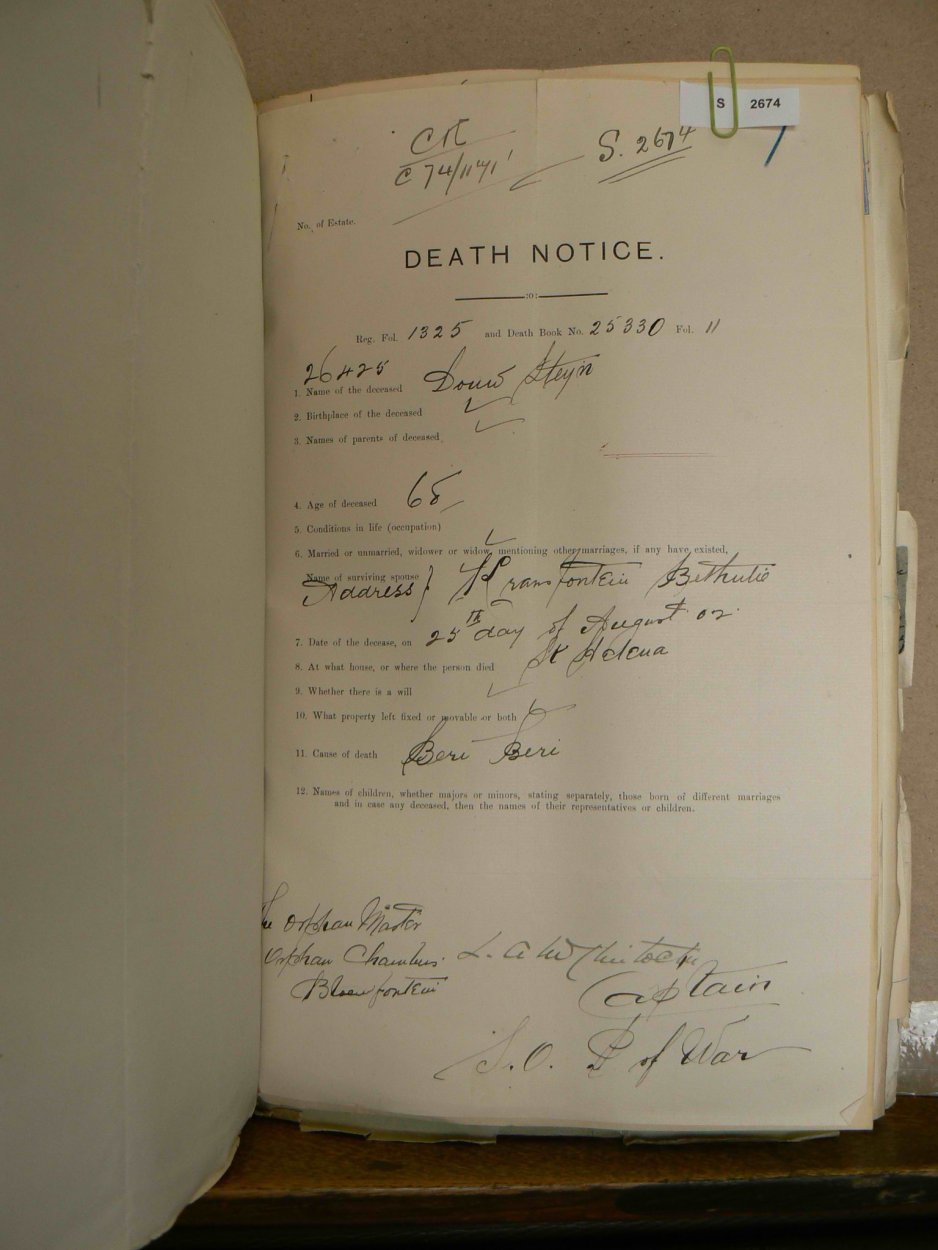 S 2674
CR
C 74/1171
S. 2674
No. of Estate.
DEATH NOTICE.
:o:
Reg. Fol. 1325 and Death Book No. 25330 Fol. 11
26425
1. Name of the deceased Douw Steyn
2. Birthplace of the deceased
3. Names of parents of deceased
4. Age of deceased 65
5. Conditions in life (occupation)
6. Married or unmarried, widower or widow, mentioning other marriages, if any have existed,
Name of surviving spouse
Address } Bethulie
7. Date of the decease, on 25th day of August 02.
8. At what house, or where the person died St Helena
9. Whether there is a will
10. What property left fixed or movable or both
11. Cause of death Beri Beri
12. Names of children, whether majors or minors, stating separately, those born of different marriages
and in case any deceased, then the names of their representatives or children.
The Orphan Master
Orphan Chambers.
Bloemfontein
Captain
S. O. P of War